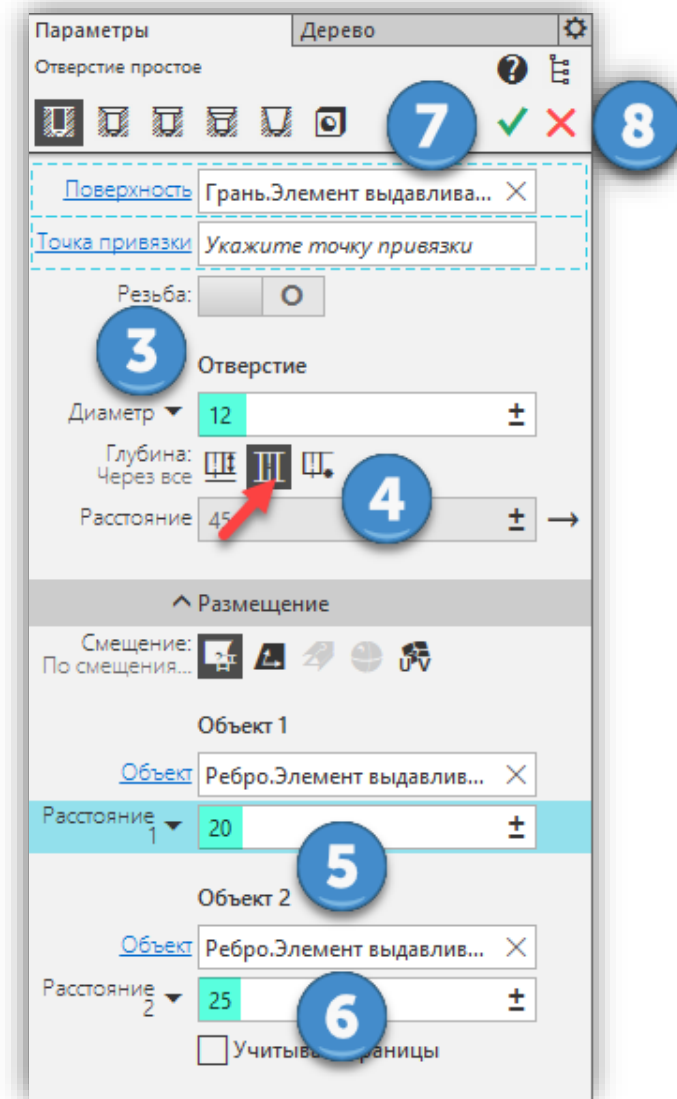 Параметры
Дерево
Отверстие простое
?
7
8
Поверхность
Грань.Элемент выдавлива...
Точка привязки
Укажите точку привязки
Резьба:
3
Отверстие
Диаметр
12
Глубина:
Через все
4
Расстояние
45
Размещение
Смещение:
По смещения...
Объект 1
Объект
Ребро.Элемент выдавлив...
Расстояние
1
20
5
Объект 2
Объект
Ребро.Элемент выдавлив...
Расстояние
2
25
6